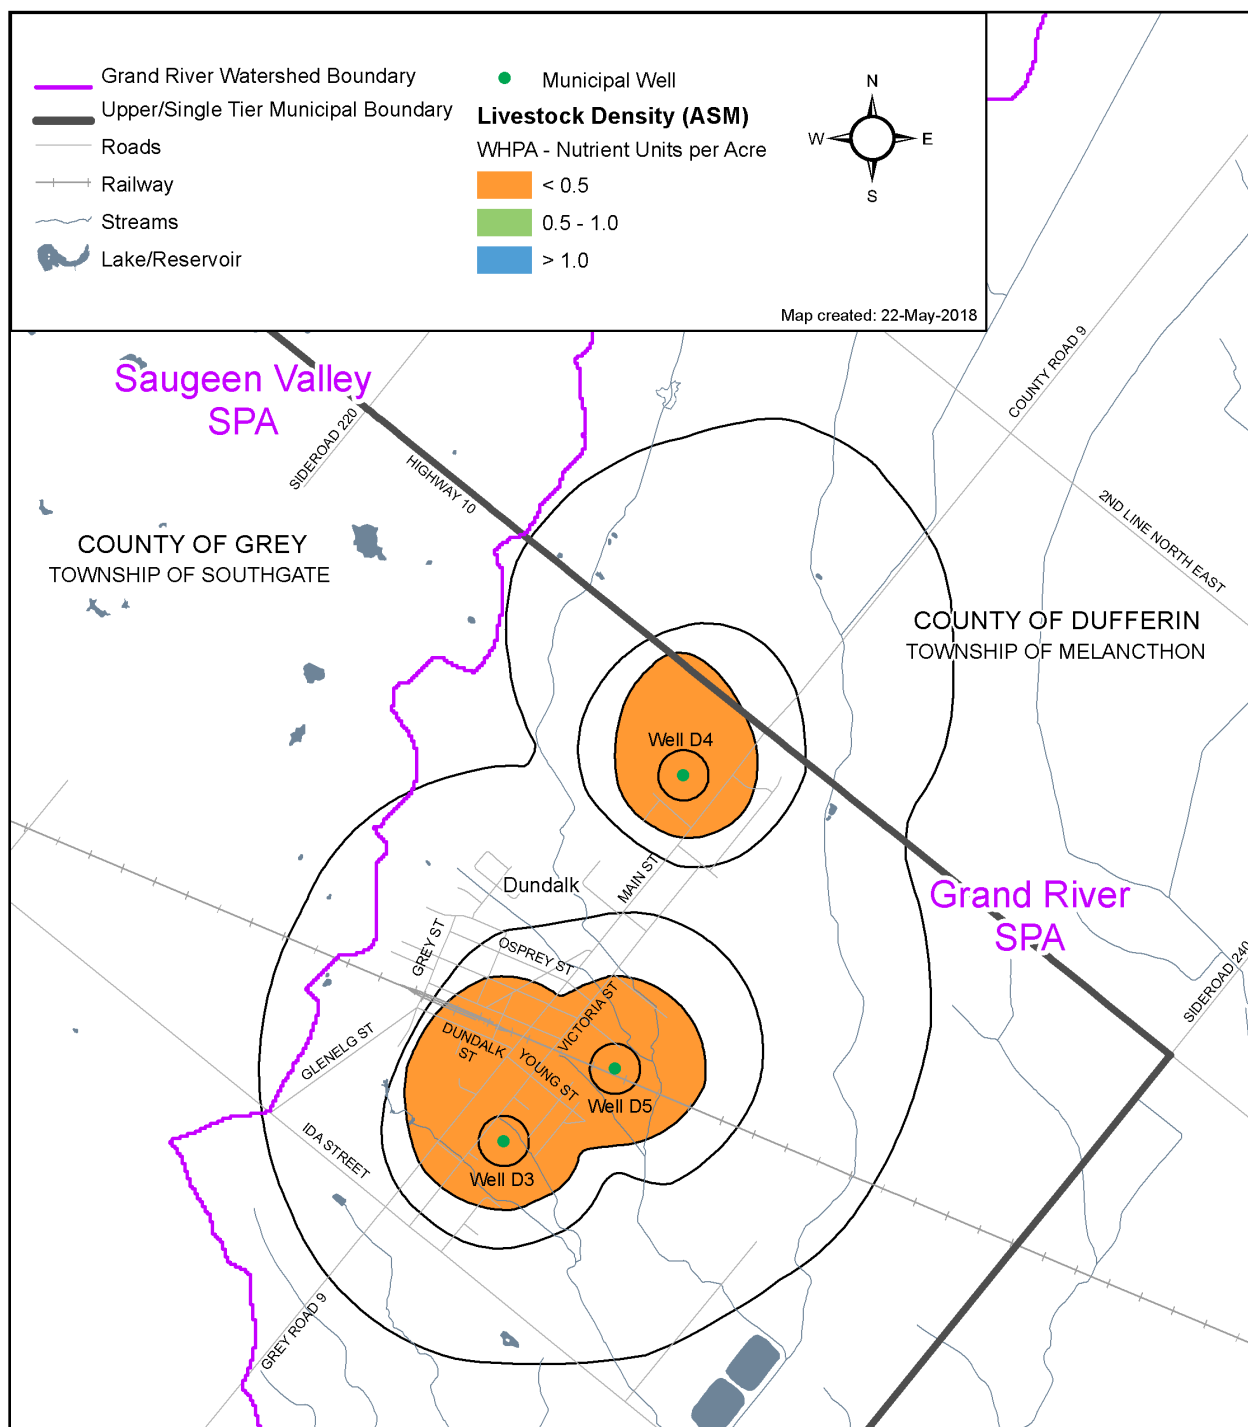 Grand River Watershed Boundary
Upper/Single Tier Municipal Boundary
Roads
Railway
Streams
Lake/Reservoir
Municipal Well
Livestock Density (ASM)
WHPA - Nutrient Units per Acre
< 0.5
0.5 - 1.0
> 1.0
N
W
E
S
Map created: 22-May-2018
Saugeen Valley
SPA
SIDEROAD 220
HIGHWAY 10
COUNTY ROAD 9
2ND LINE NORTH EAST
COUNTY OF GREY
TOWNSHIP OF SOUTHGATE
COUNTY OF DUFFERIN
TOWNSHIP OF MELANCTHON
Well D4
MAIN ST
Dundalk
Grand River
SPA
GREY ST
OSPREY ST
VICTORIA ST
SIDEROAD 240
GLENELG ST
DUNDALK
ST
YOUNG ST
Well D5
IDA STREET
Well D3
GREY ROAD 9